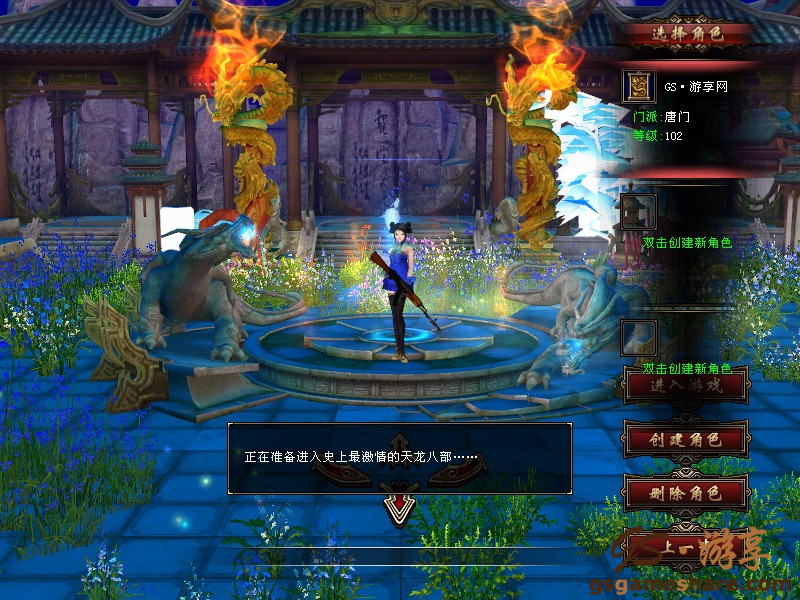 选择角色
GS·游享网
门派:唐门
等级:102
双击创建新角色
双击创建新角色
进入游戏
正在准备进入史上最激情的天龙八部……
创建角色
删除角色
上一
游享
gsgameshare.com